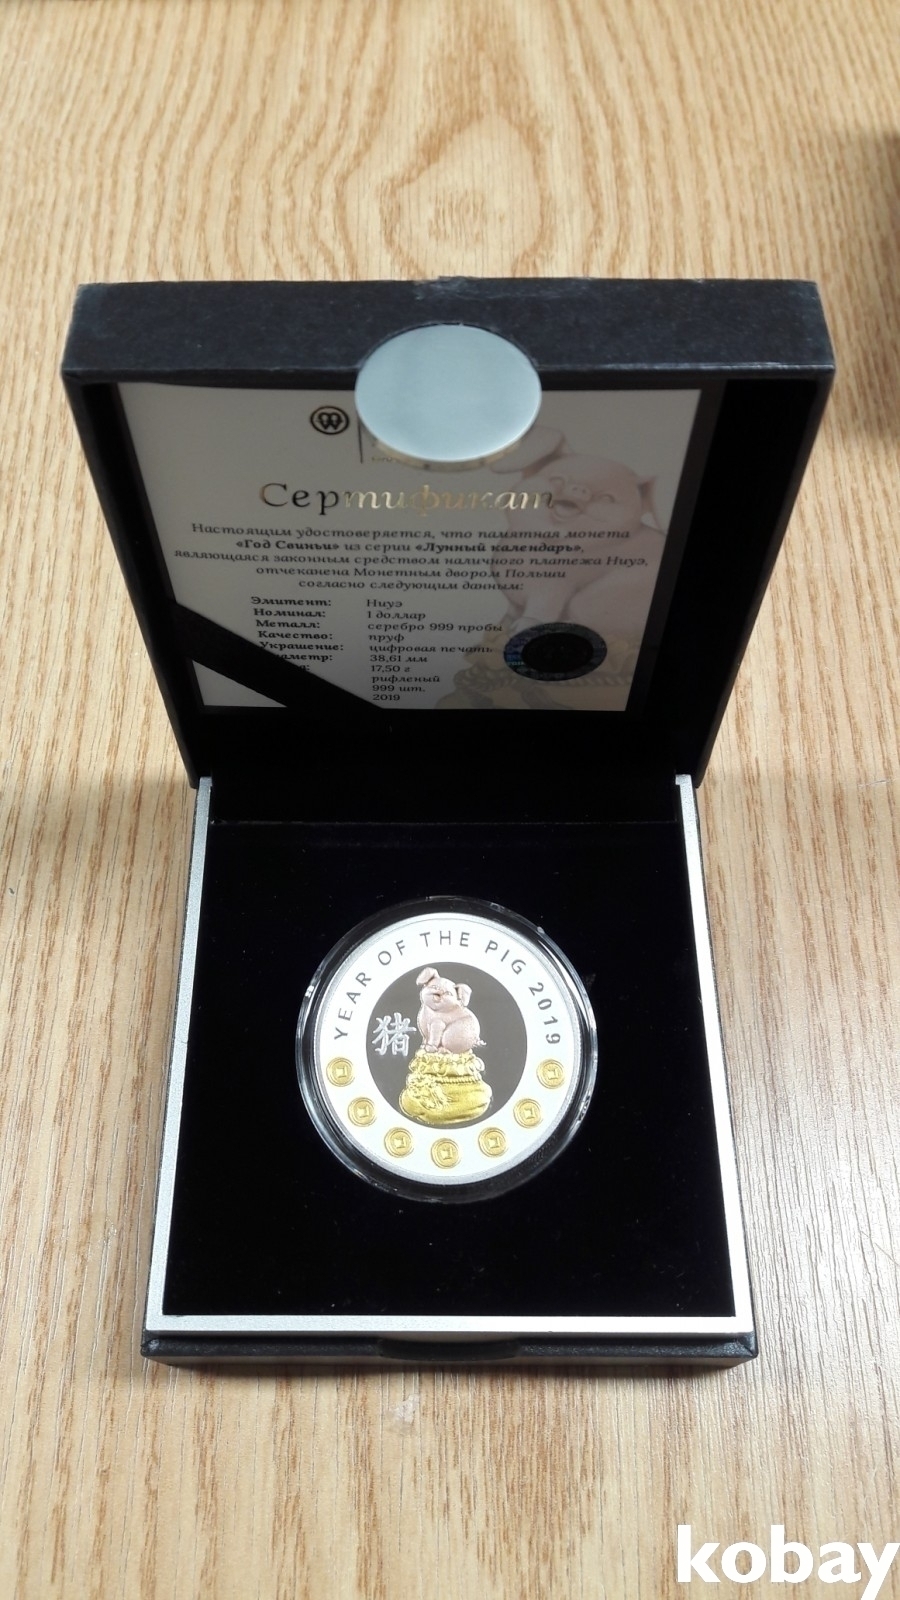 Сертификат
Настоящим удостоверяется, что памятная монета
«Год Свиньи» из серии «Лунный календарь»,
являющаяся законным средством наличного платежа Ниуэ,
отчеканена Монетным двором Польши
согласно следующим данным:
Эмитент: Ниуэ
Номинал: 1 доллар
Металл: серебро 999 пробы
Качество: пруф
Украшение: цифровая печать
38,61 мм
17,50 г
рифленый
999 шт.
2019
YEAR OF THE PIG 2019
猪
kobay